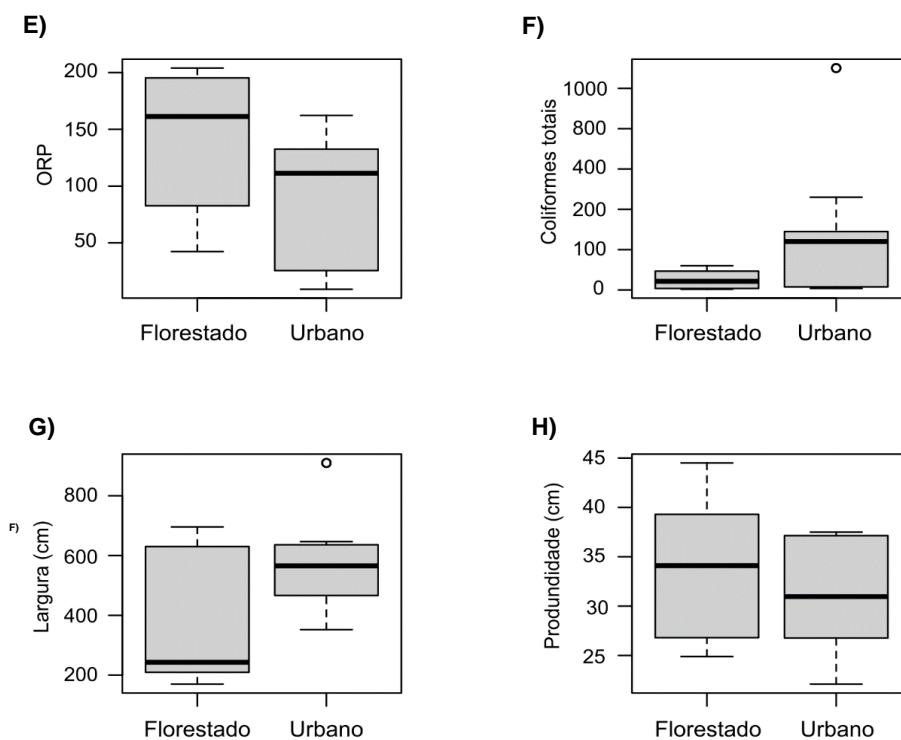 E)
ORP
200
150
100
50
Florestado
Urbano
F)
Coliformes totais
1000
800
400
200
100
0
Florestado
Urbano
G)
F)
Largura (cm)
800
600
400
200
Florestado
Urbano
H)
Produndidade (cm)
45
40
35
30
25
Florestado
Urbano